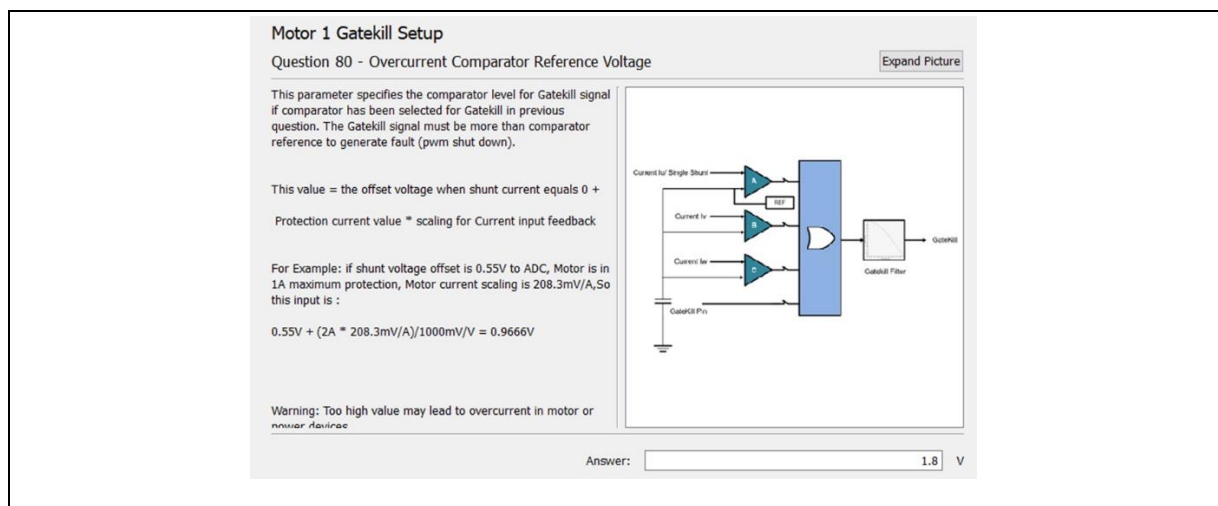 Motor 1 Gatekill Setup
Question 80 - Overcurrent Comparator Reference Voltage
Expand Picture
This parameter specifies the comparator level for Gatekill signal
if comparator has been selected for Gatekill in previous
question. The Gatekill signal must be more than comparator
reference to generate fault (pwm shut down).
This value = the offset voltage when shunt current equals 0 +
Protection current value * scaling for Current input feedback
For Example: if shunt voltage offset is 0.55V to ADC, Motor is in
1A maximum protection, Motor current scaling is 208.3mV/A,So
this input is :
0.55V + (2A * 208.3mV/A)/1000mV/V = 0.9666V
Warning: Too high value may lead to overcurrent in motor or
power devices
Current Iu/ Single Shunt
A
REF
Current Iv
B
Current Iw
C
GateKill Pin
GateKill
Gatekill Filter
Answer:
1.8 V